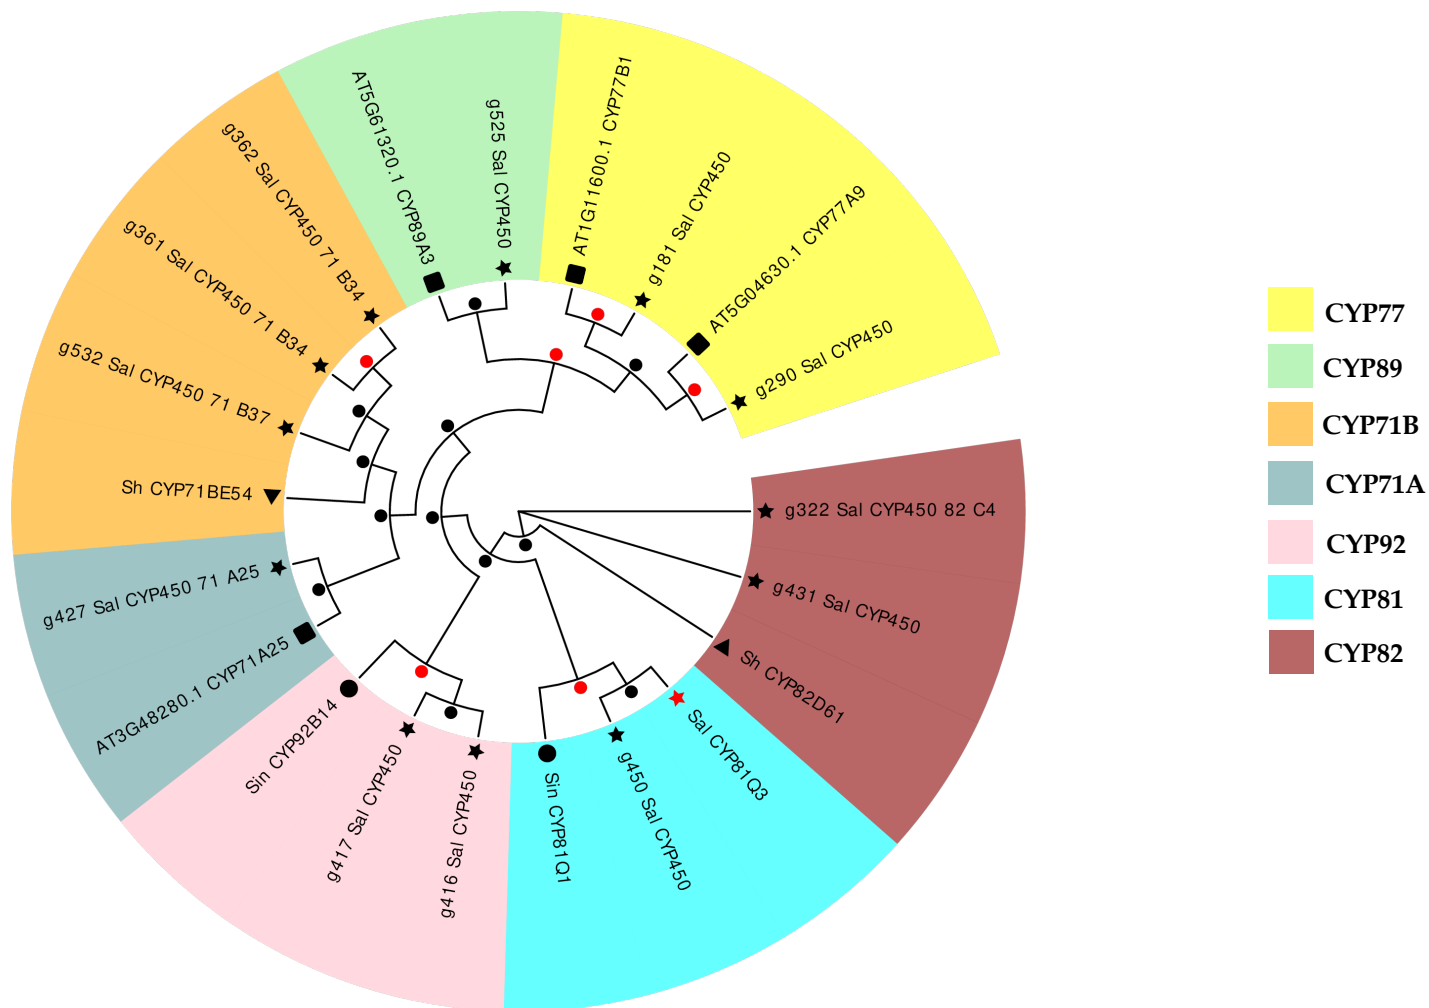 AT5G61320.1 CYP89A3
g525 Sal CYP450
AT1G11600.1 CYP77B1
g181 Sal CYP450
AT5G04630.1 CYP77A9
g290 Sal CYP450
g322 Sal CYP450 82 C4
g431 Sal CYP450
Sh CYP82D61
Sal CYP81Q3
g450 Sal CYP450
Sin CYP81Q1
g416 Sal CYP450
g417 Sal CYP450
Sin CYP92B14
AT3G48280.1 CYP71A25
g427 Sal CYP450 71 A25
Sh CYP71BE54
g532 Sal CYP450 71 B37
g361 Sal CYP450 71 B34
g362 Sal CYP450 71 B34
CYP77
CYP89
CYP71B
CYP71A
CYP92
CYP81
CYP82